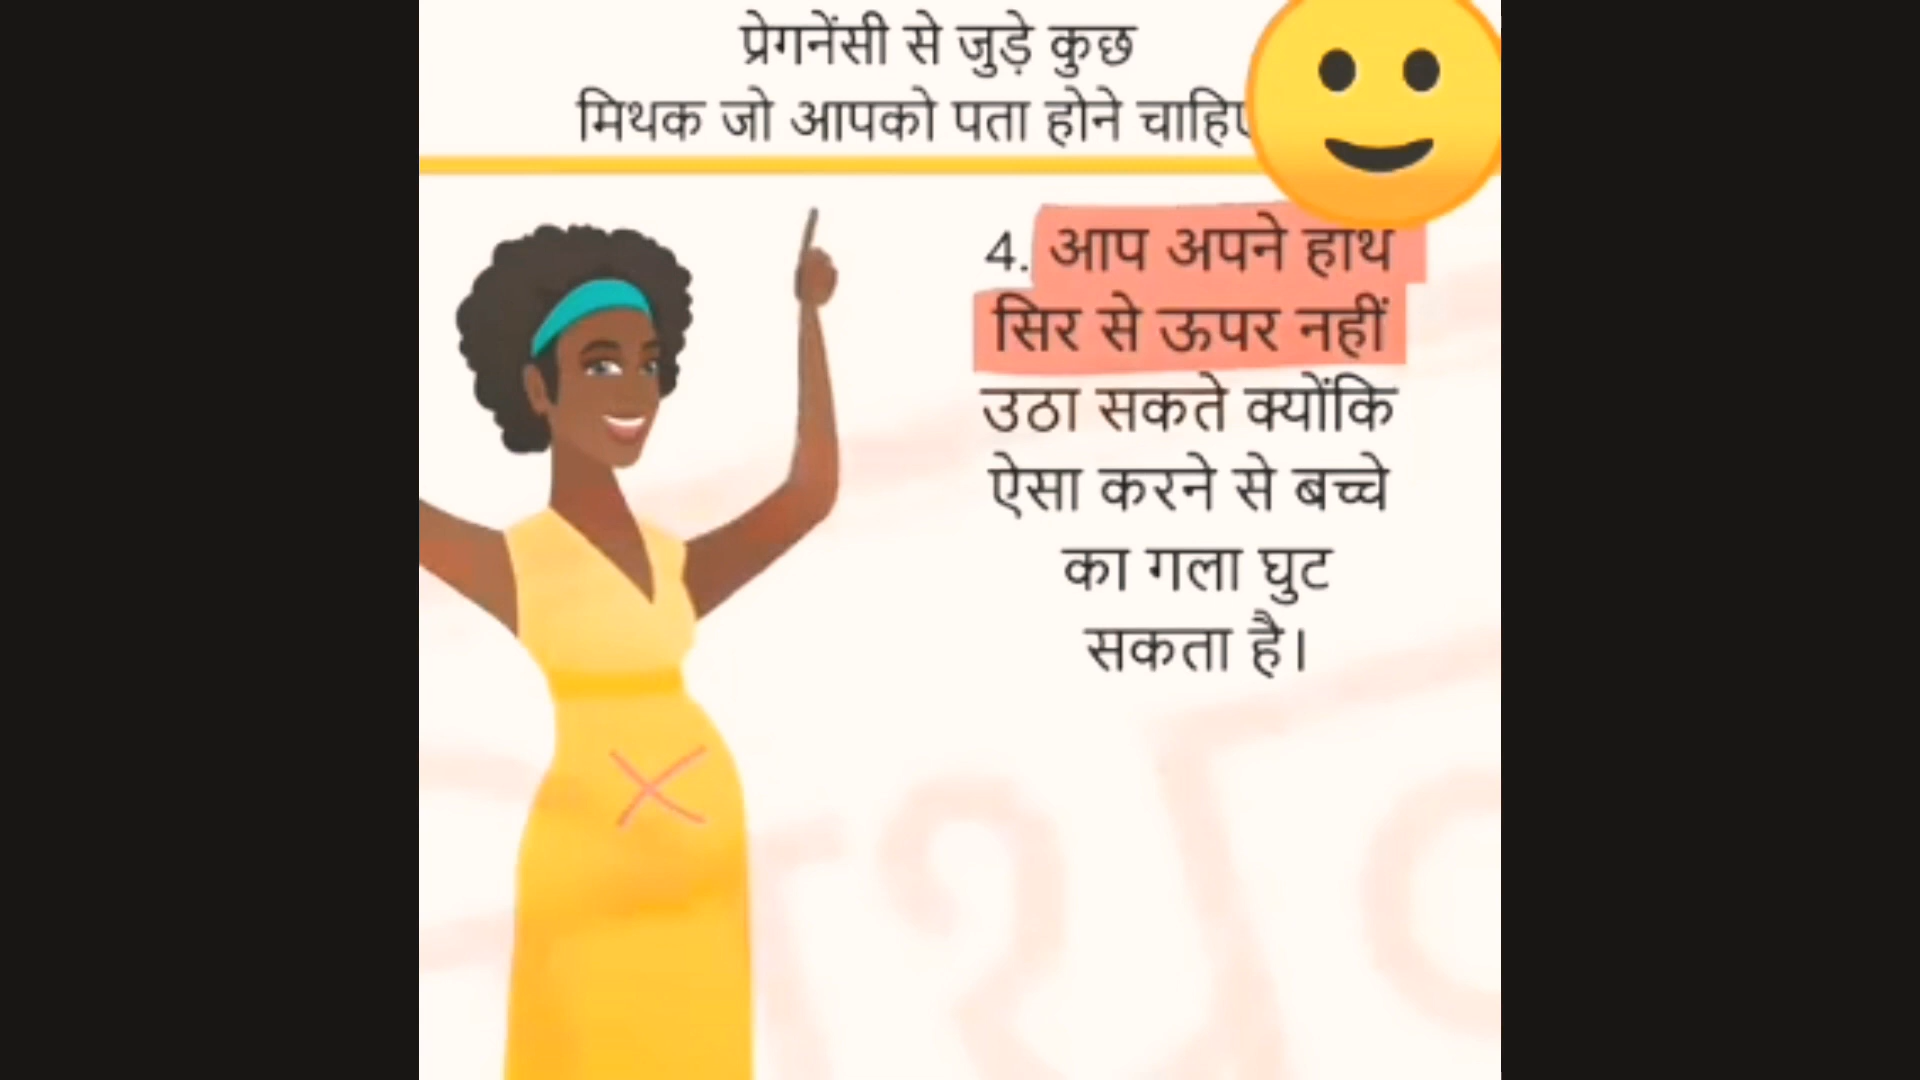 प्रेगनेंसी से जुड़े कुछ
मिथक जो आपको पता होने
4. आप अपने हाथ
सिर से ऊपर नहीं
उठा सकते क्योंकि
ऐसा करने से बच्चे
का गला घुट
सकता है।